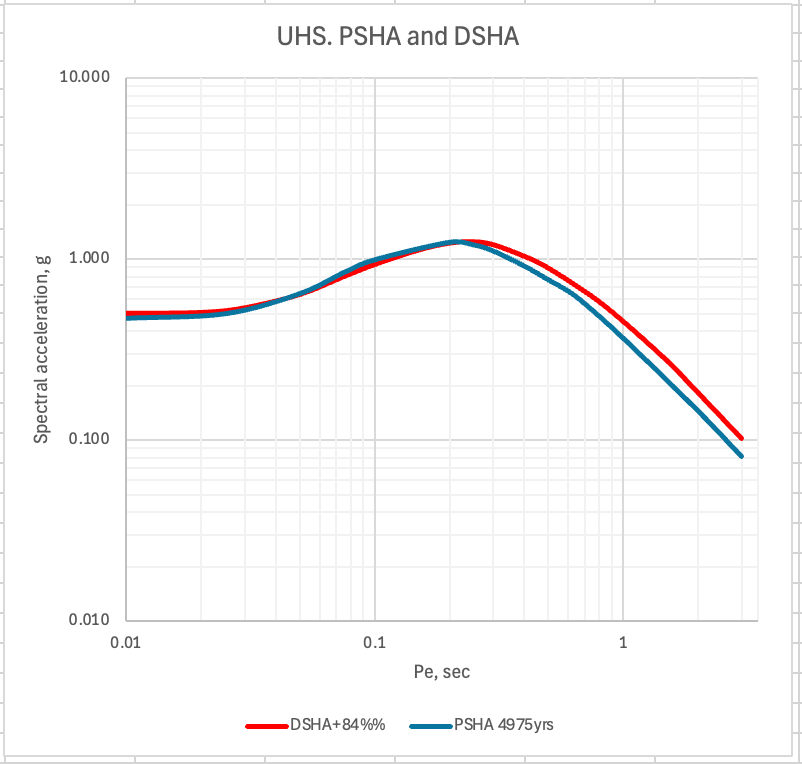 UHS. PSHA and DSHA
10.000
1.000
0.100
0.010
Spectral acceleration, g
0.01 0.1 1
Pe, sec
DSHA+84%% PSHA 4975yrs